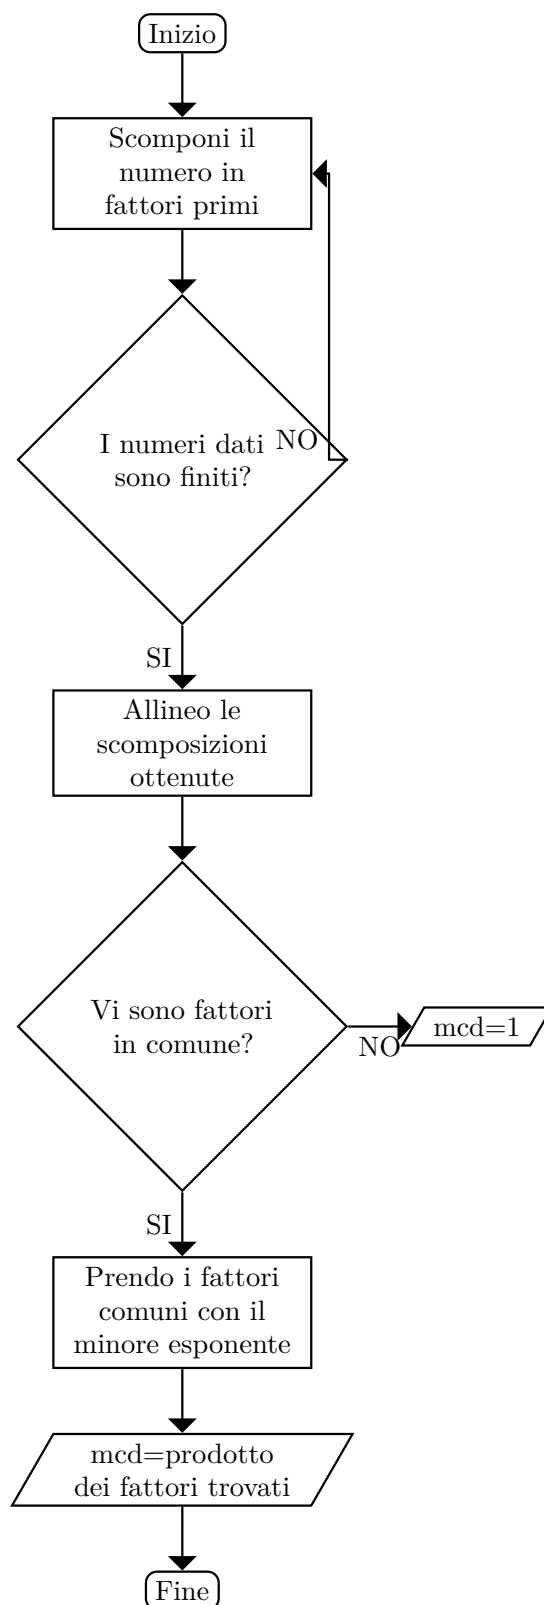 Inizio
Scomponi il
numero in
fattori primi
I numeri dati
sono finiti?
NO
SI
Allineo le
scomposizioni
ottenute
Vi sono fattori
in comune?
NO
mcd=1
SI
Prendo i fattori
comuni con il
minore esponente
mcd=prodotto
dei fattori trovati
Fine